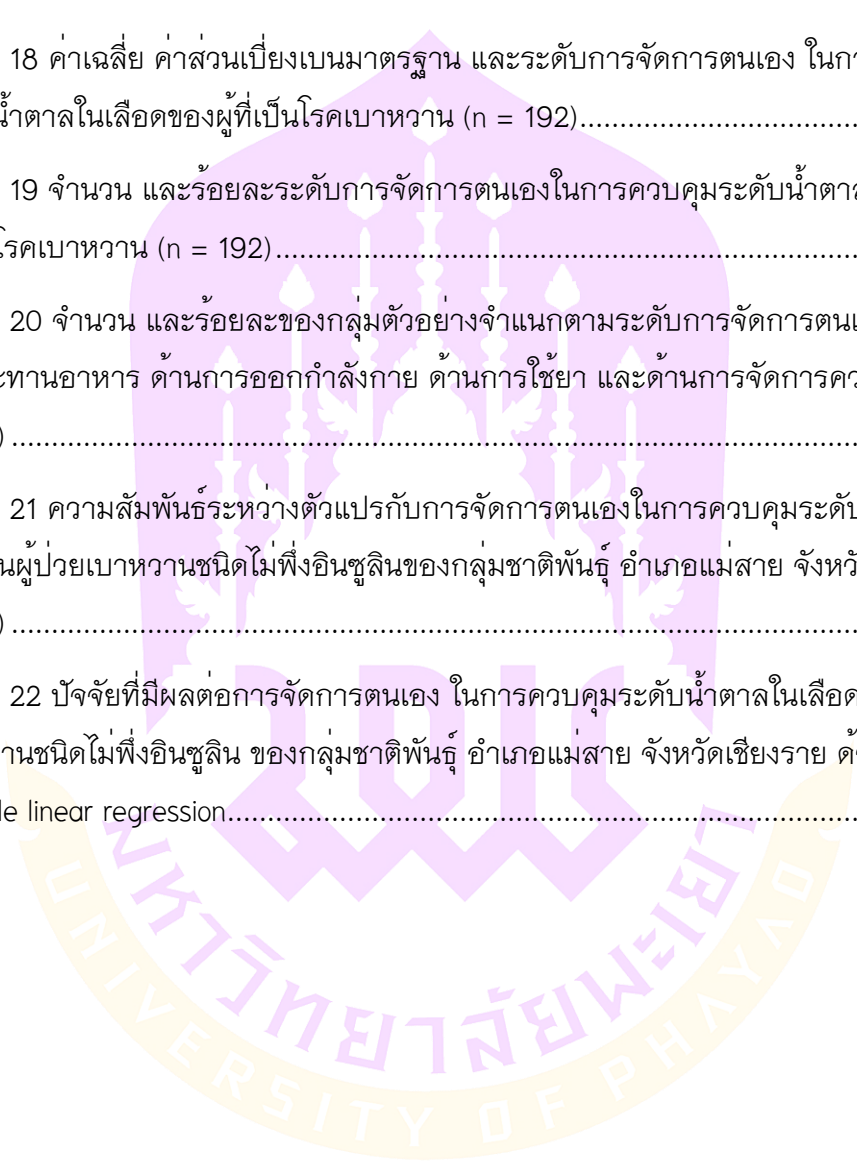 18 ค่าเฉลี่ย ค่าส่วนเบี่ยงเบนมาตรฐาน และระดับการจัดการตนเอง ในกา
น้ำตาลในเลือดของผู้ที่เป็นโรคเบาหวาน (n = 192)....................................
19 จำนวน และร้อยละระดับการจัดการตนเองในการควบคุมระดับน้ำตาล
โรคเบาหวาน (n = 192)..........................................................................
20 จำนวน และร้อยละของกลุ่มตัวอย่างจำแนกตามระดับการจัดการตนเ
ะทานอาหาร ด้านการออกกำลังกาย ด้านการใช้ยา และด้านการจัดการคว
) ..........................................................................................................
21 ความสัมพันธ์ระหว่างตัวแปรกับการจัดการตนเองในการควบคุมระดับ
นผู้ป่วยเบาหวานชนิดไม่พึ่งอินซูลินของกลุ่มชาติพันธุ์ อำเภอแม่สาย จังหวั
) ..........................................................................................................
22 ปัจจัยที่มีผลต่อการจัดการตนเอง ในการควบคุมระดับน้ำตาลในเลือด
านชนิดไม่พึ่งอินซูลิน ของกลุ่มชาติพันธุ์ อำเภอแม่สาย จังหวัดเชียงราย ด้
le linear regression................................................................................
มหาวิทยาลัยพะเยา
UNIVERSITY OF PHAYAO